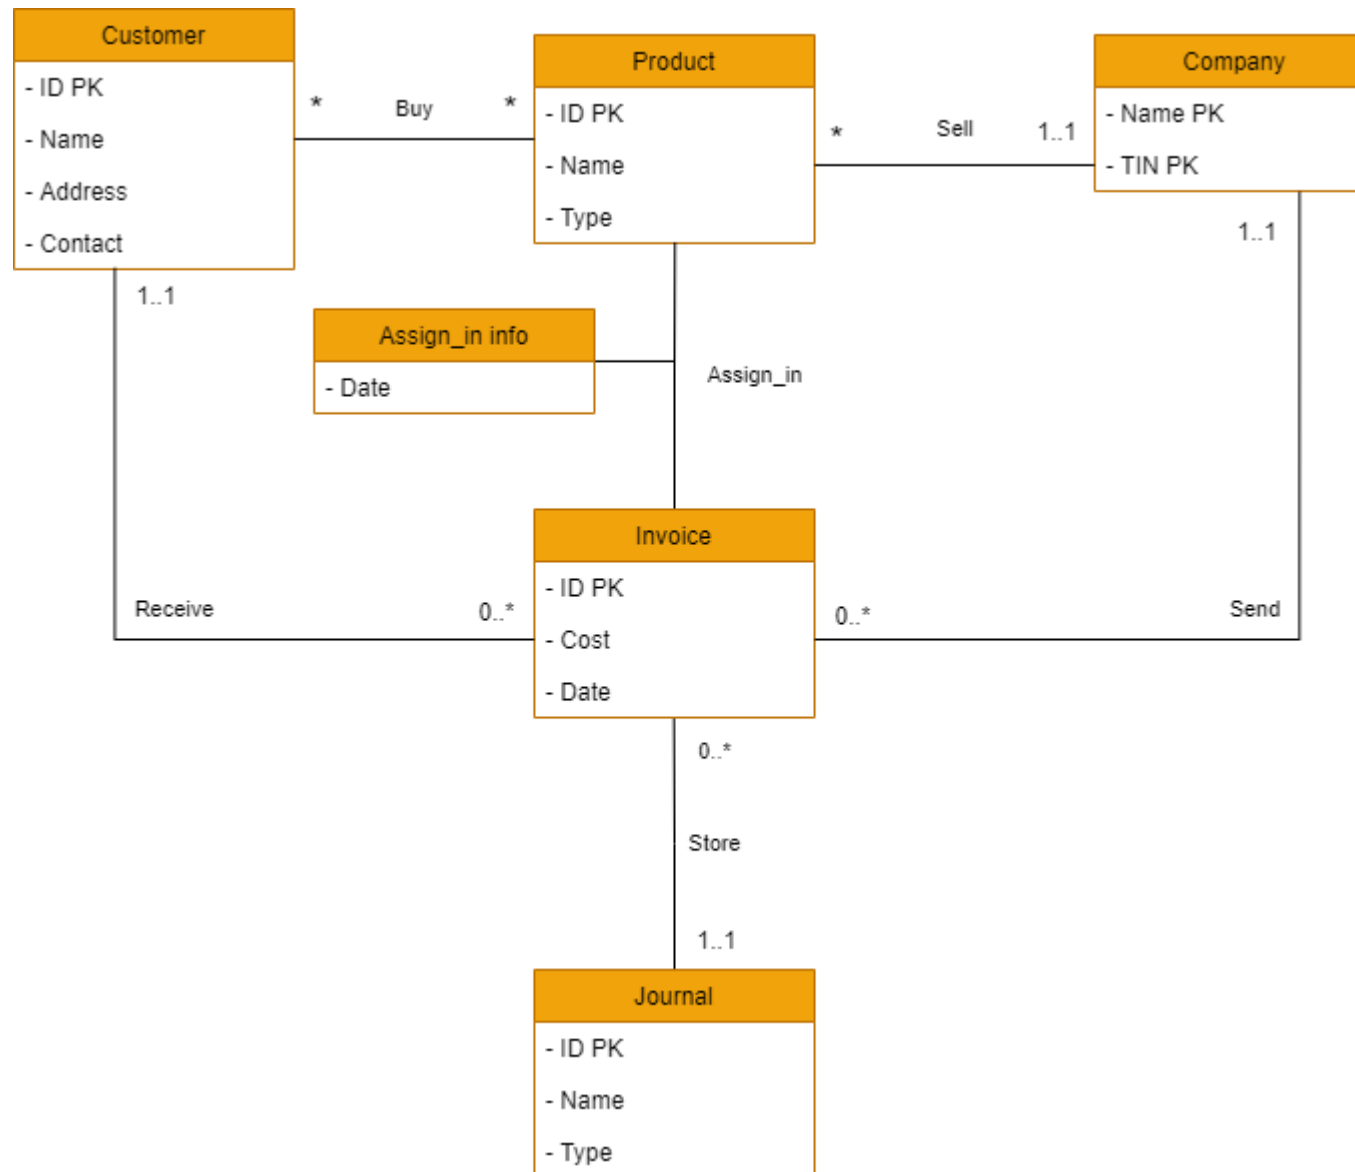 Customer
- ID PK
- Name
- Address
- Contact
* Buy *
Product
- ID PK
- Name
- Type
* Sell 1..1
Company
- Name PK
- TIN PK
1..1
1..1
Assign_in info
- Date
Assign_in
Invoice
- ID PK
- Cost
- Date
Receive 0..*
0..* Send
0..*
Store
1..1
Journal
- ID PK
- Name
- Type